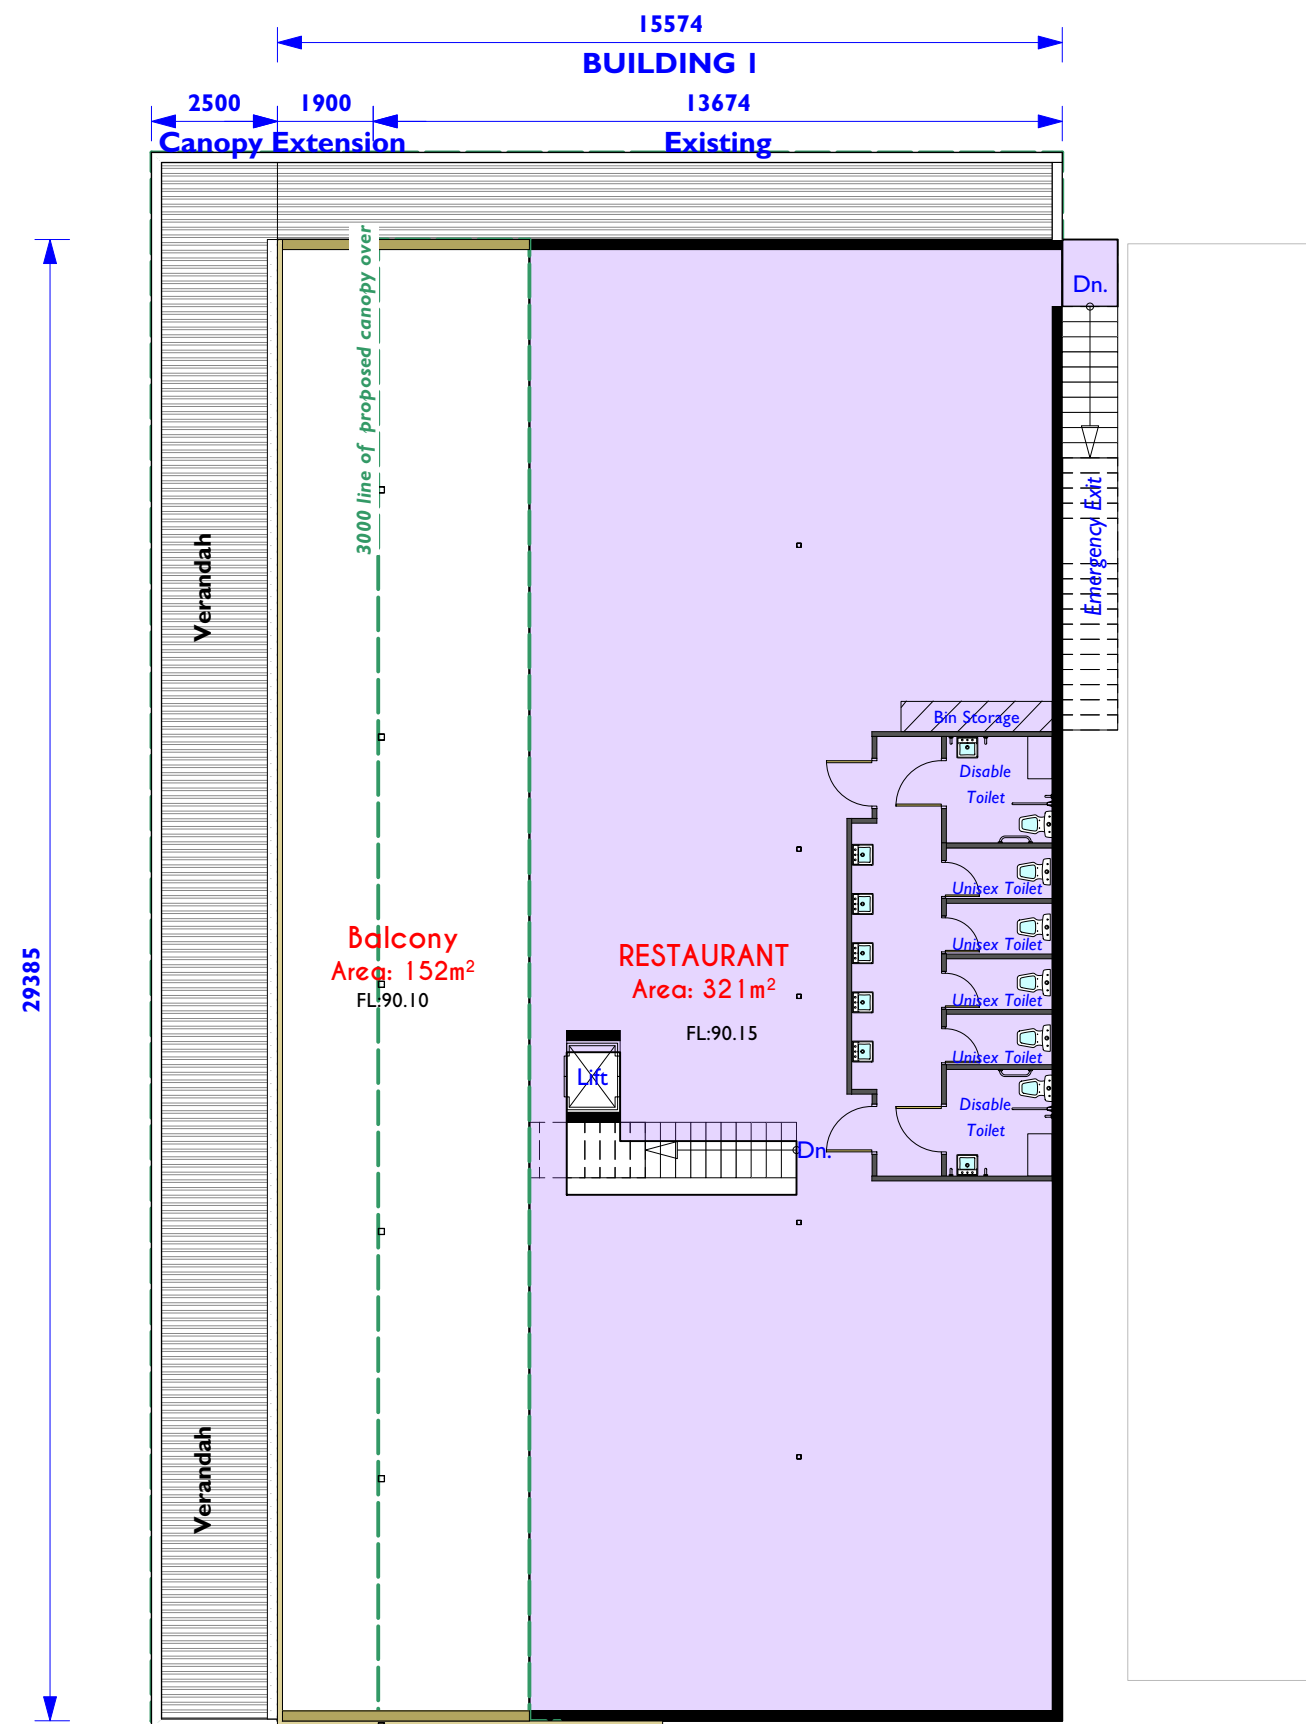 15574
BUILDING 1
2500
1900
13674
Canopy
Extension
Existing
3000 line of proposed canopy over
Dn.
Emergency Exit
Verandah
Bin Storage
Disable
Toilet
Unisex Toilet
Unisex Toilet
Unisex Toilet
Unisex Toilet
Disable
Toilet
29385
Balcony
Area: 152m²
FL:90.10
RESTAURANT
Area: 321m²
FL:90.15
Lift
Dn.
Verandah